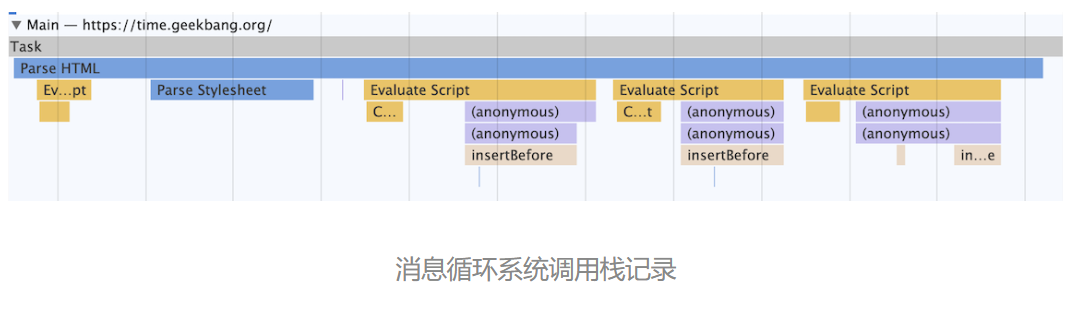 ▼ Main — https://time.geekbang.org/
Task
Parse HTML
Ev...pt Parse Stylesheet Evaluate Script Evaluate Script Evaluate Script
C... (anonymous) C...t (anonymous) (anonymous)
(anonymous) (anonymous) (anonymous)
insertBefore insertBefore in...e
消息循环系统调用栈记录